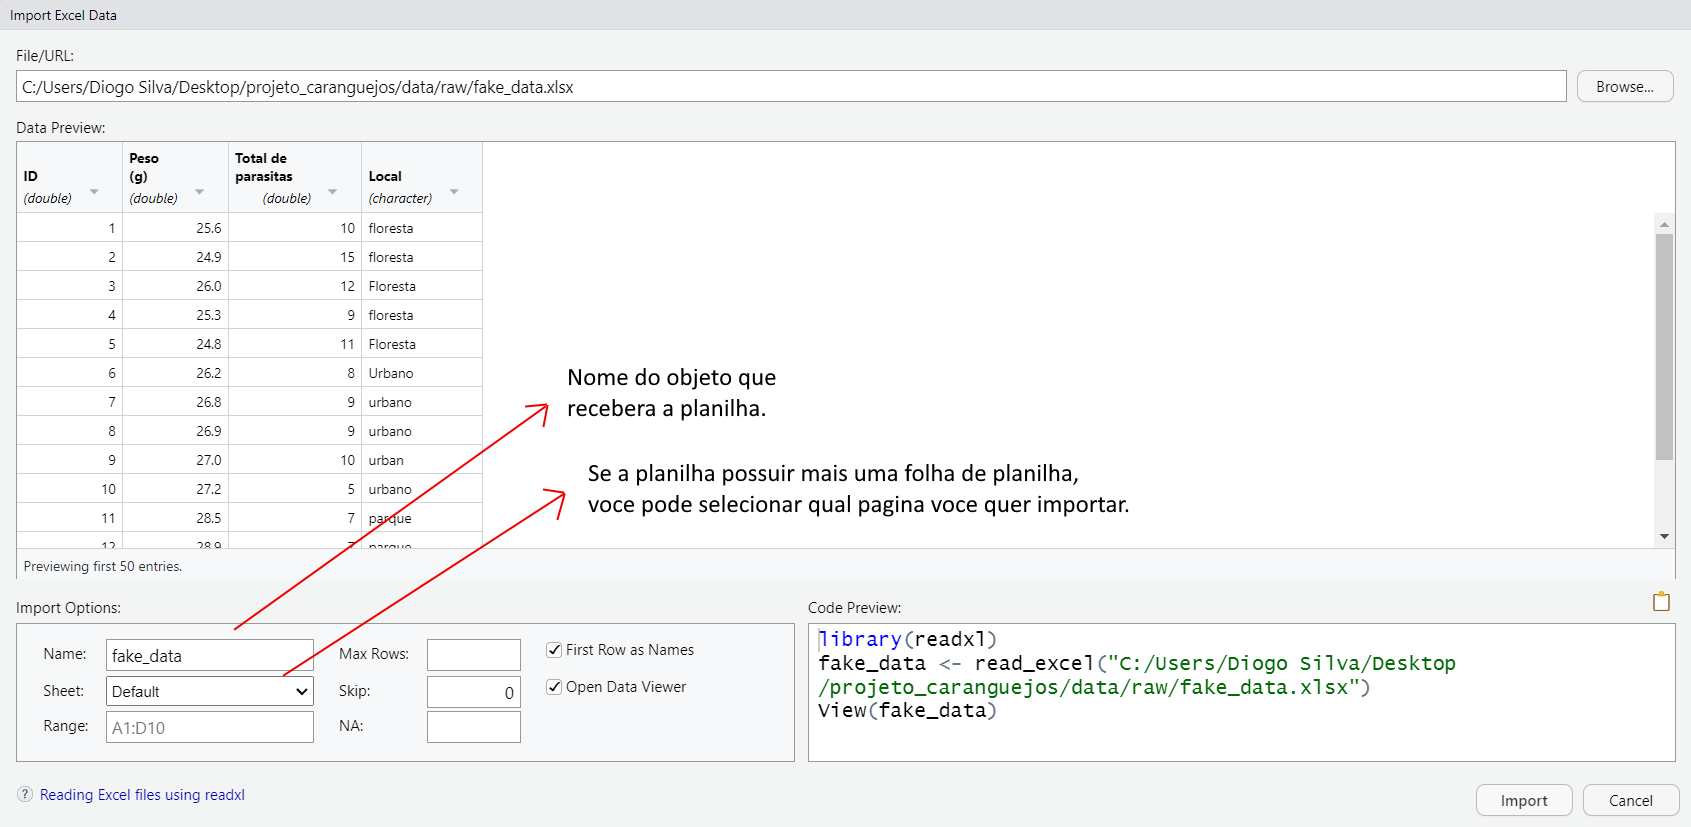 Import Excel Data
File/URL:
C:/Users/Diogo Silva/Desktop/projeto_caranguejos/data/raw/fake_data.xlsx
Browse...
Data Preview:
ID (double) Peso (g) (double) Total de parasitas (double) Local (character)
1 25.6 10 floresta
2 24.9 15 floresta
3 26.0 12 Floresta
4 25.3 9 floresta
5 24.8 11 Floresta
6 26.2 8 Urbano
7 26.8 9 urbano
8 26.9 9 urbano
9 27.0 10 urban
10 27.2 5 urbano
11 28.5 7 parque
12 28.9 7 parque
Nome do objeto que
recebera a planilha.
Se a planilha possuir mais uma folha de planilha,
voce pode selecionar qual pagina voce quer importar.
Previewing first 50 entries.
Import Options:
Name: fake_data
Sheet: Default
Range: A1:D10
Max Rows:
Skip: 0
NA:
First Row as Names
Open Data Viewer
Code Preview:
library(readxl)
fake_data <- read_excel("C:/Users/Diogo Silva/Desktop
/projeto_caranguejos/data/raw/fake_data.xlsx")
View(fake_data)
? Reading Excel files using readxl
Import
Cancel